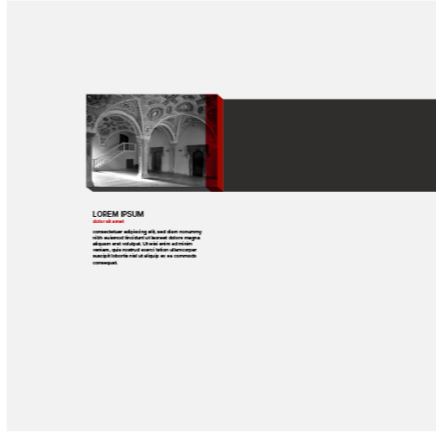 LOREM IPSUM
dolor sit amet
consectetuer adipiscing elit, sed diam nonummy
nibh euismod tincidunt ut laoreet dolore magna
aliquam erat volutpat. Ut wisi enim ad minim
veniam, quis nostrud exerci tation ullamcorper
suscipit lobortis nisl ut aliquip ex ea commodo
consequat.